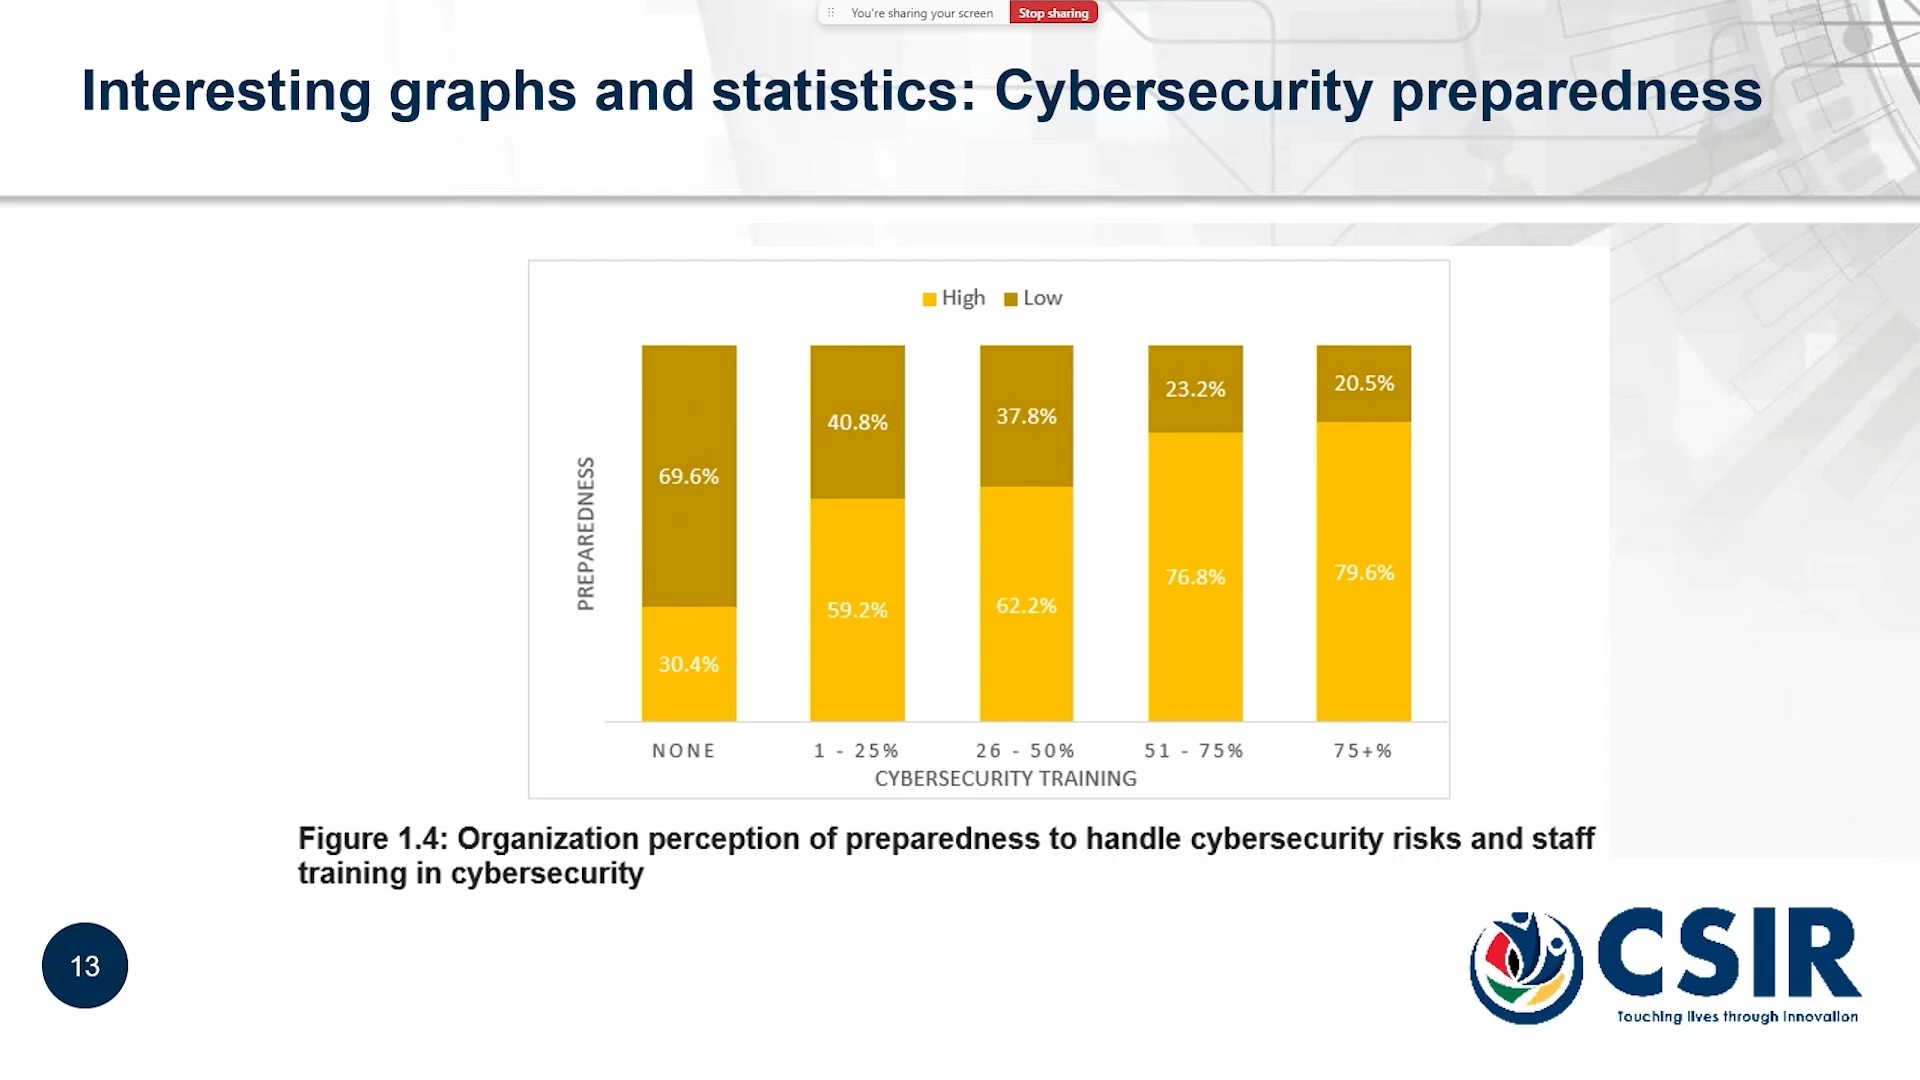 You're sharing your screen
Stop sharing
Interesting graphs and statistics: Cybersecurity preparedness
High
Low
PREPAREDNESS
69.6%
40.8%
37.8%
23.2%
20.5%
30.4%
59.2%
62.2%
76.8%
79.6%
NONE
1 - 25%
26 - 50%
51 - 75%
75+%
CYBERSECURITY TRAINING
Figure 1.4: Organization perception of preparedness to handle cybersecurity risks and staff
training in cybersecurity
13
CSIR
Touching lives through innovation